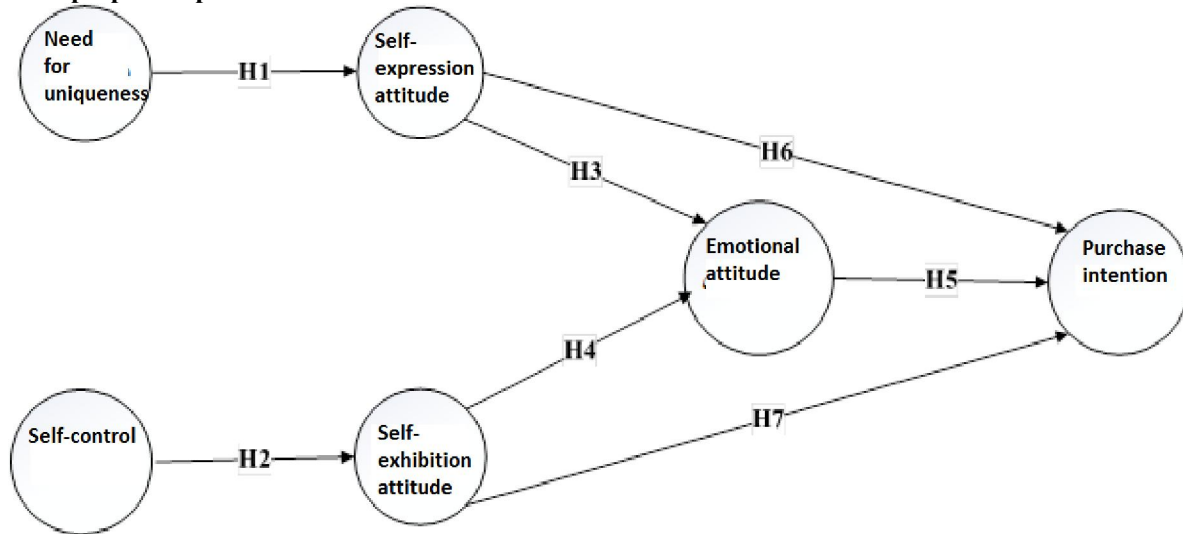 Need
for
uniqueness
H1
Self-
expression
attitude
H6
H3
Emotional
attitude
H5
Purchase
intention
H4
Self-control
H2
Self-
exhibition
attitude
H7